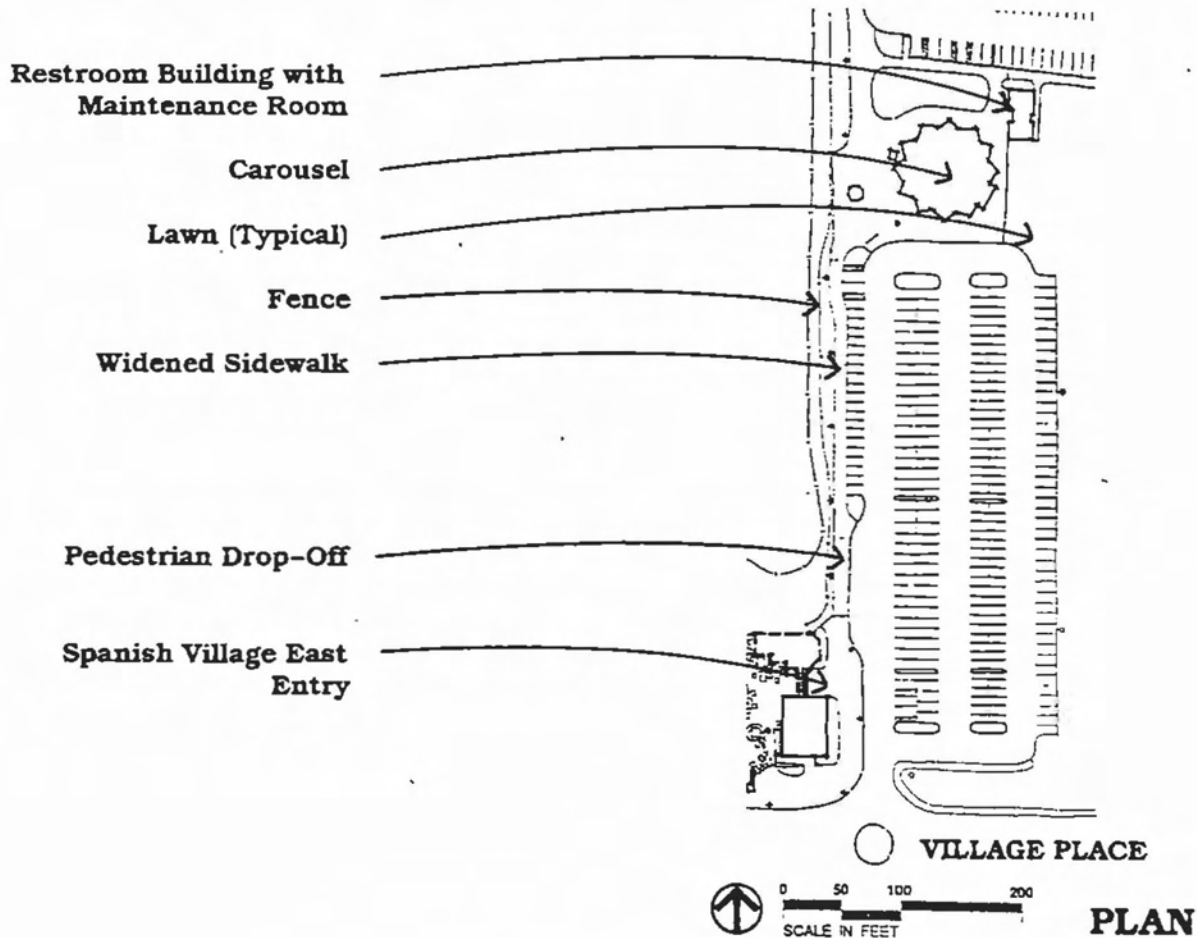 Restroom Building with
Maintenance Room
Carousel
Lawn (Typical)
Fence
Widened Sidewalk
Pedestrian Drop-Off
Spanish Village East
Entry
VILLAGE PLACE
0 50 100 200
SCALE IN FEET
PLAN